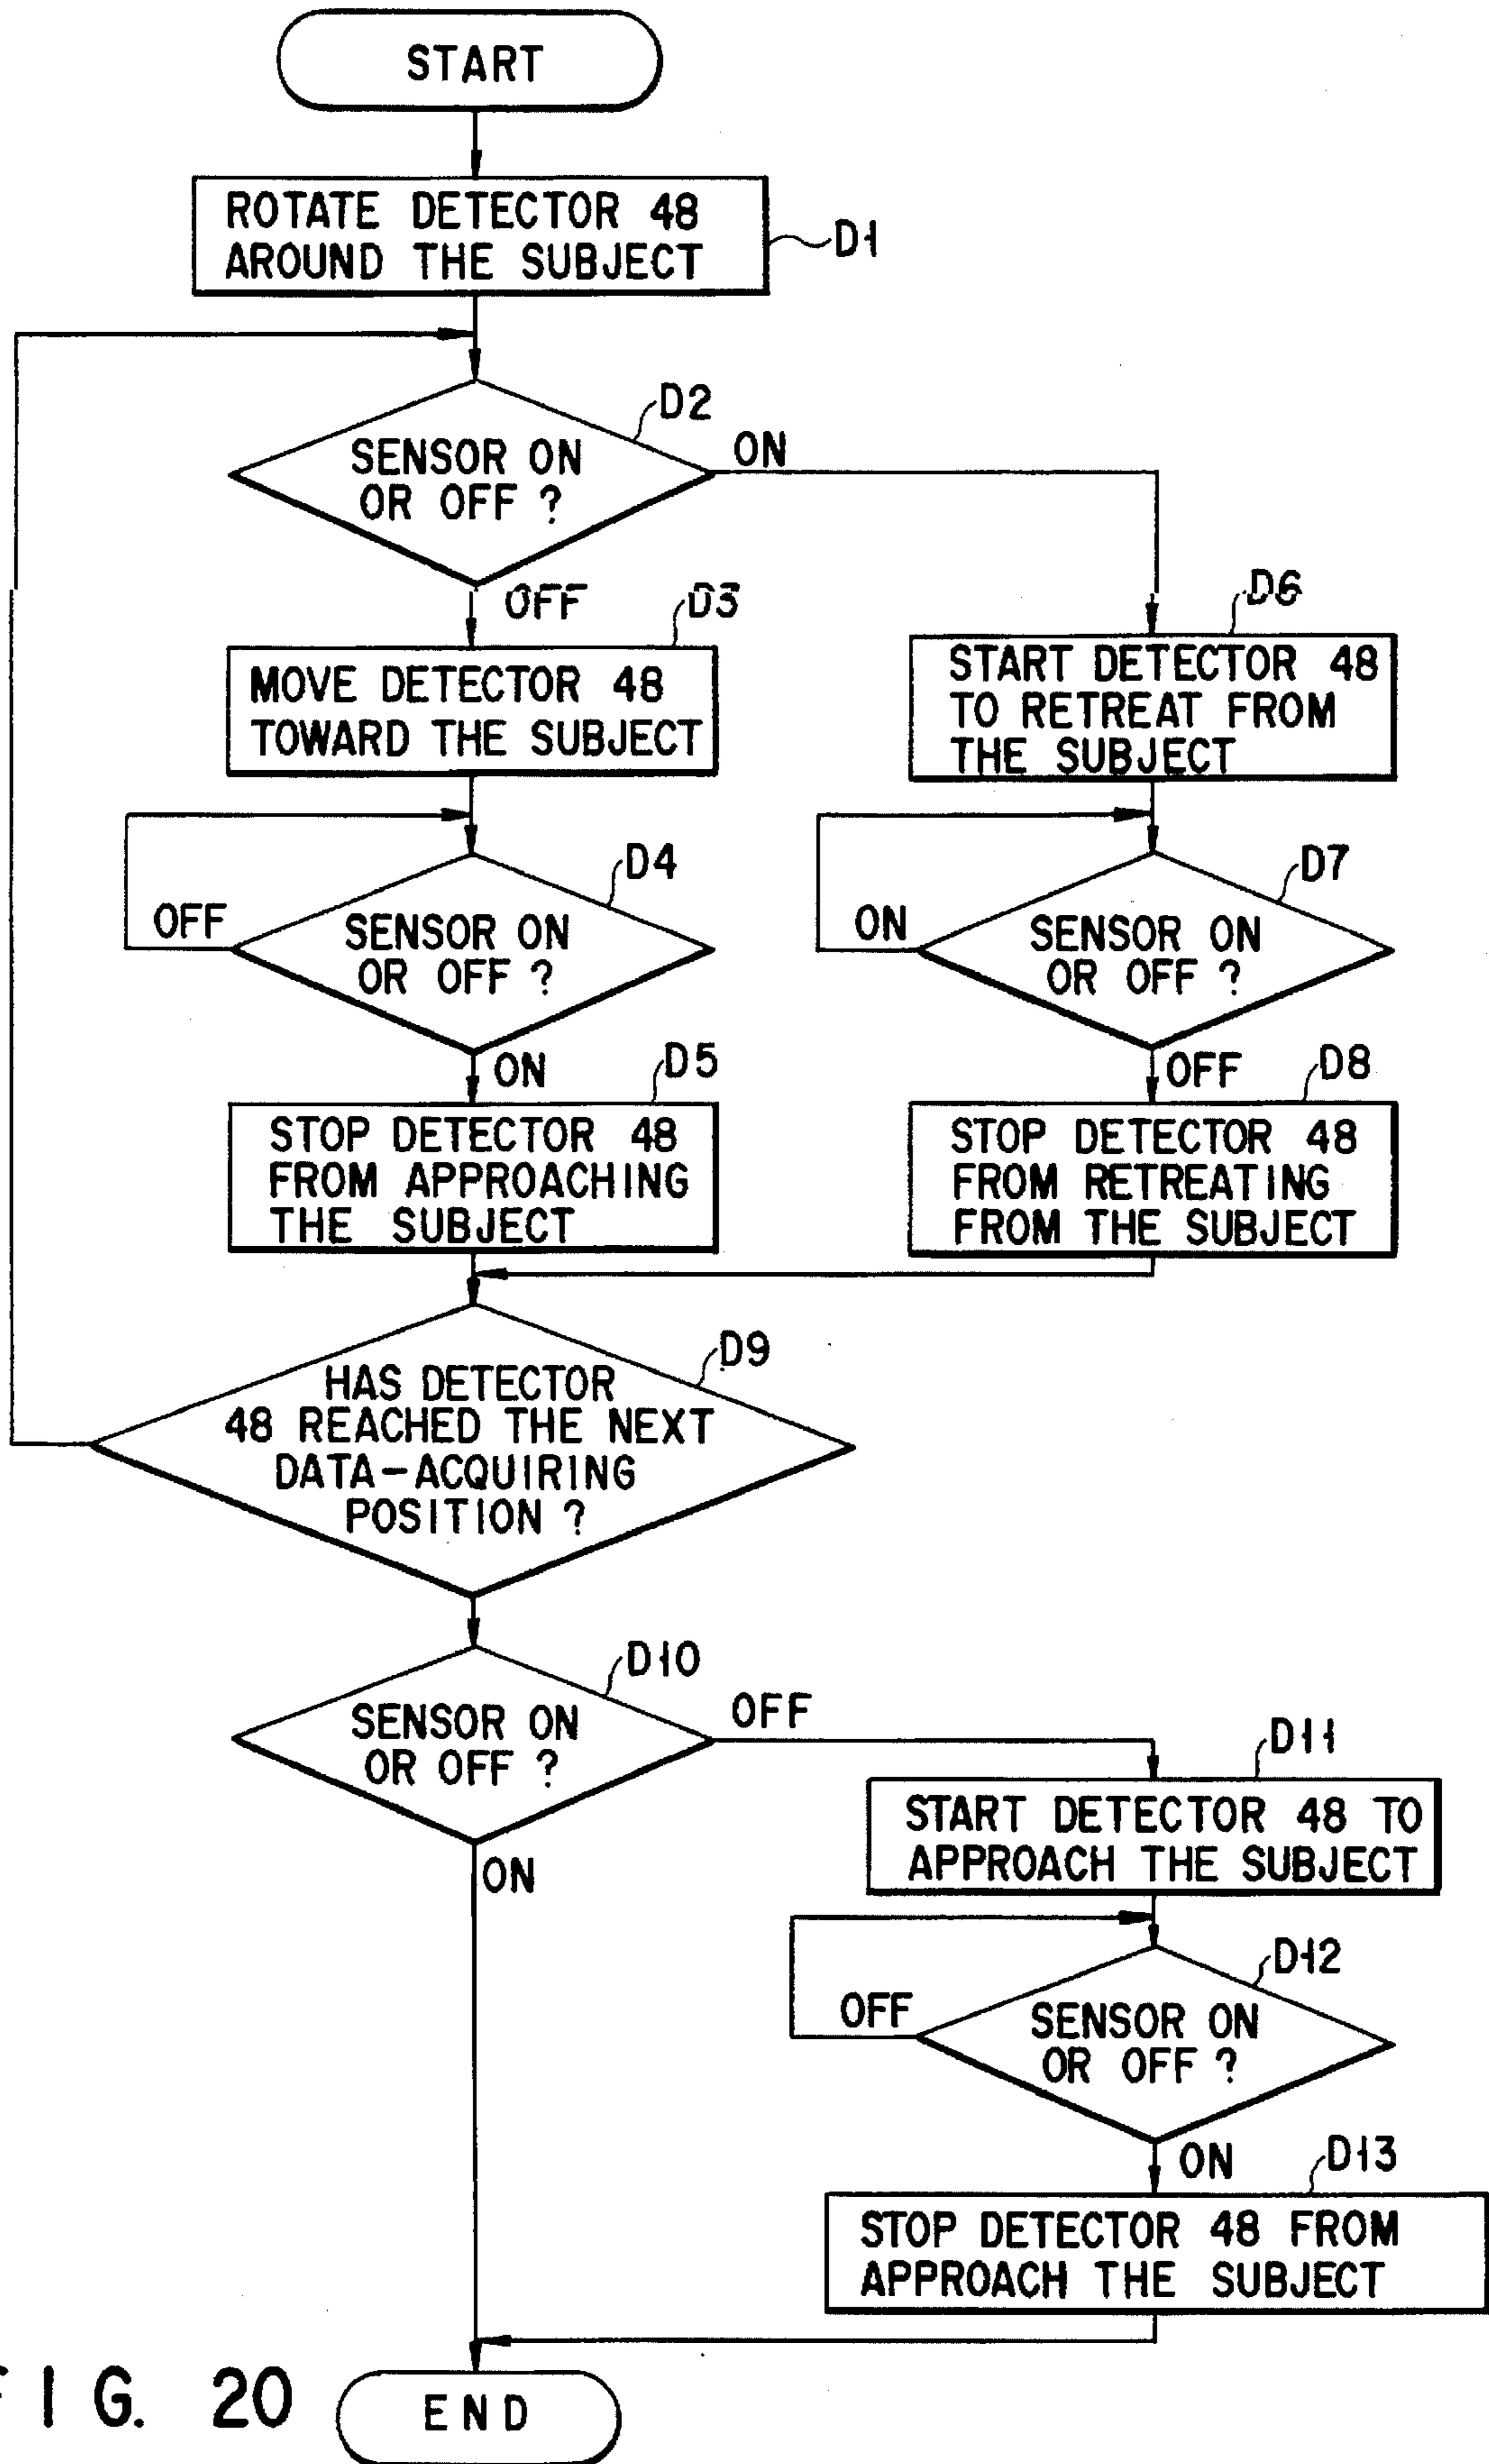 START
ROTATE DETECTOR 48
AROUND THE SUBJECT
D1
D2
SENSOR ON
OR OFF ?
ON
OFF
D3
MOVE DETECTOR 48
TOWARD THE SUBJECT
D6
START DETECTOR 48
TO RETREAT FROM
THE SUBJECT
D4
OFF
SENSOR ON
OR OFF ?
D7
ON
SENSOR ON
OR OFF ?
ON
D5
STOP DETECTOR 48
FROM APPROACHING
THE SUBJECT
OFF
D8
STOP DETECTOR 48
FROM RETREATING
FROM THE SUBJECT
D9
HAS DETECTOR
48 REACHED THE NEXT
DATA-ACQUIRING
POSITION ?
D10
SENSOR ON
OR OFF ?
OFF
ON
D11
START DETECTOR 48 TO
APPROACH THE SUBJECT
D12
OFF
SENSOR ON
OR OFF ?
ON
D13
STOP DETECTOR 48 FROM
APPROACH THE SUBJECT
END
FIG. 20